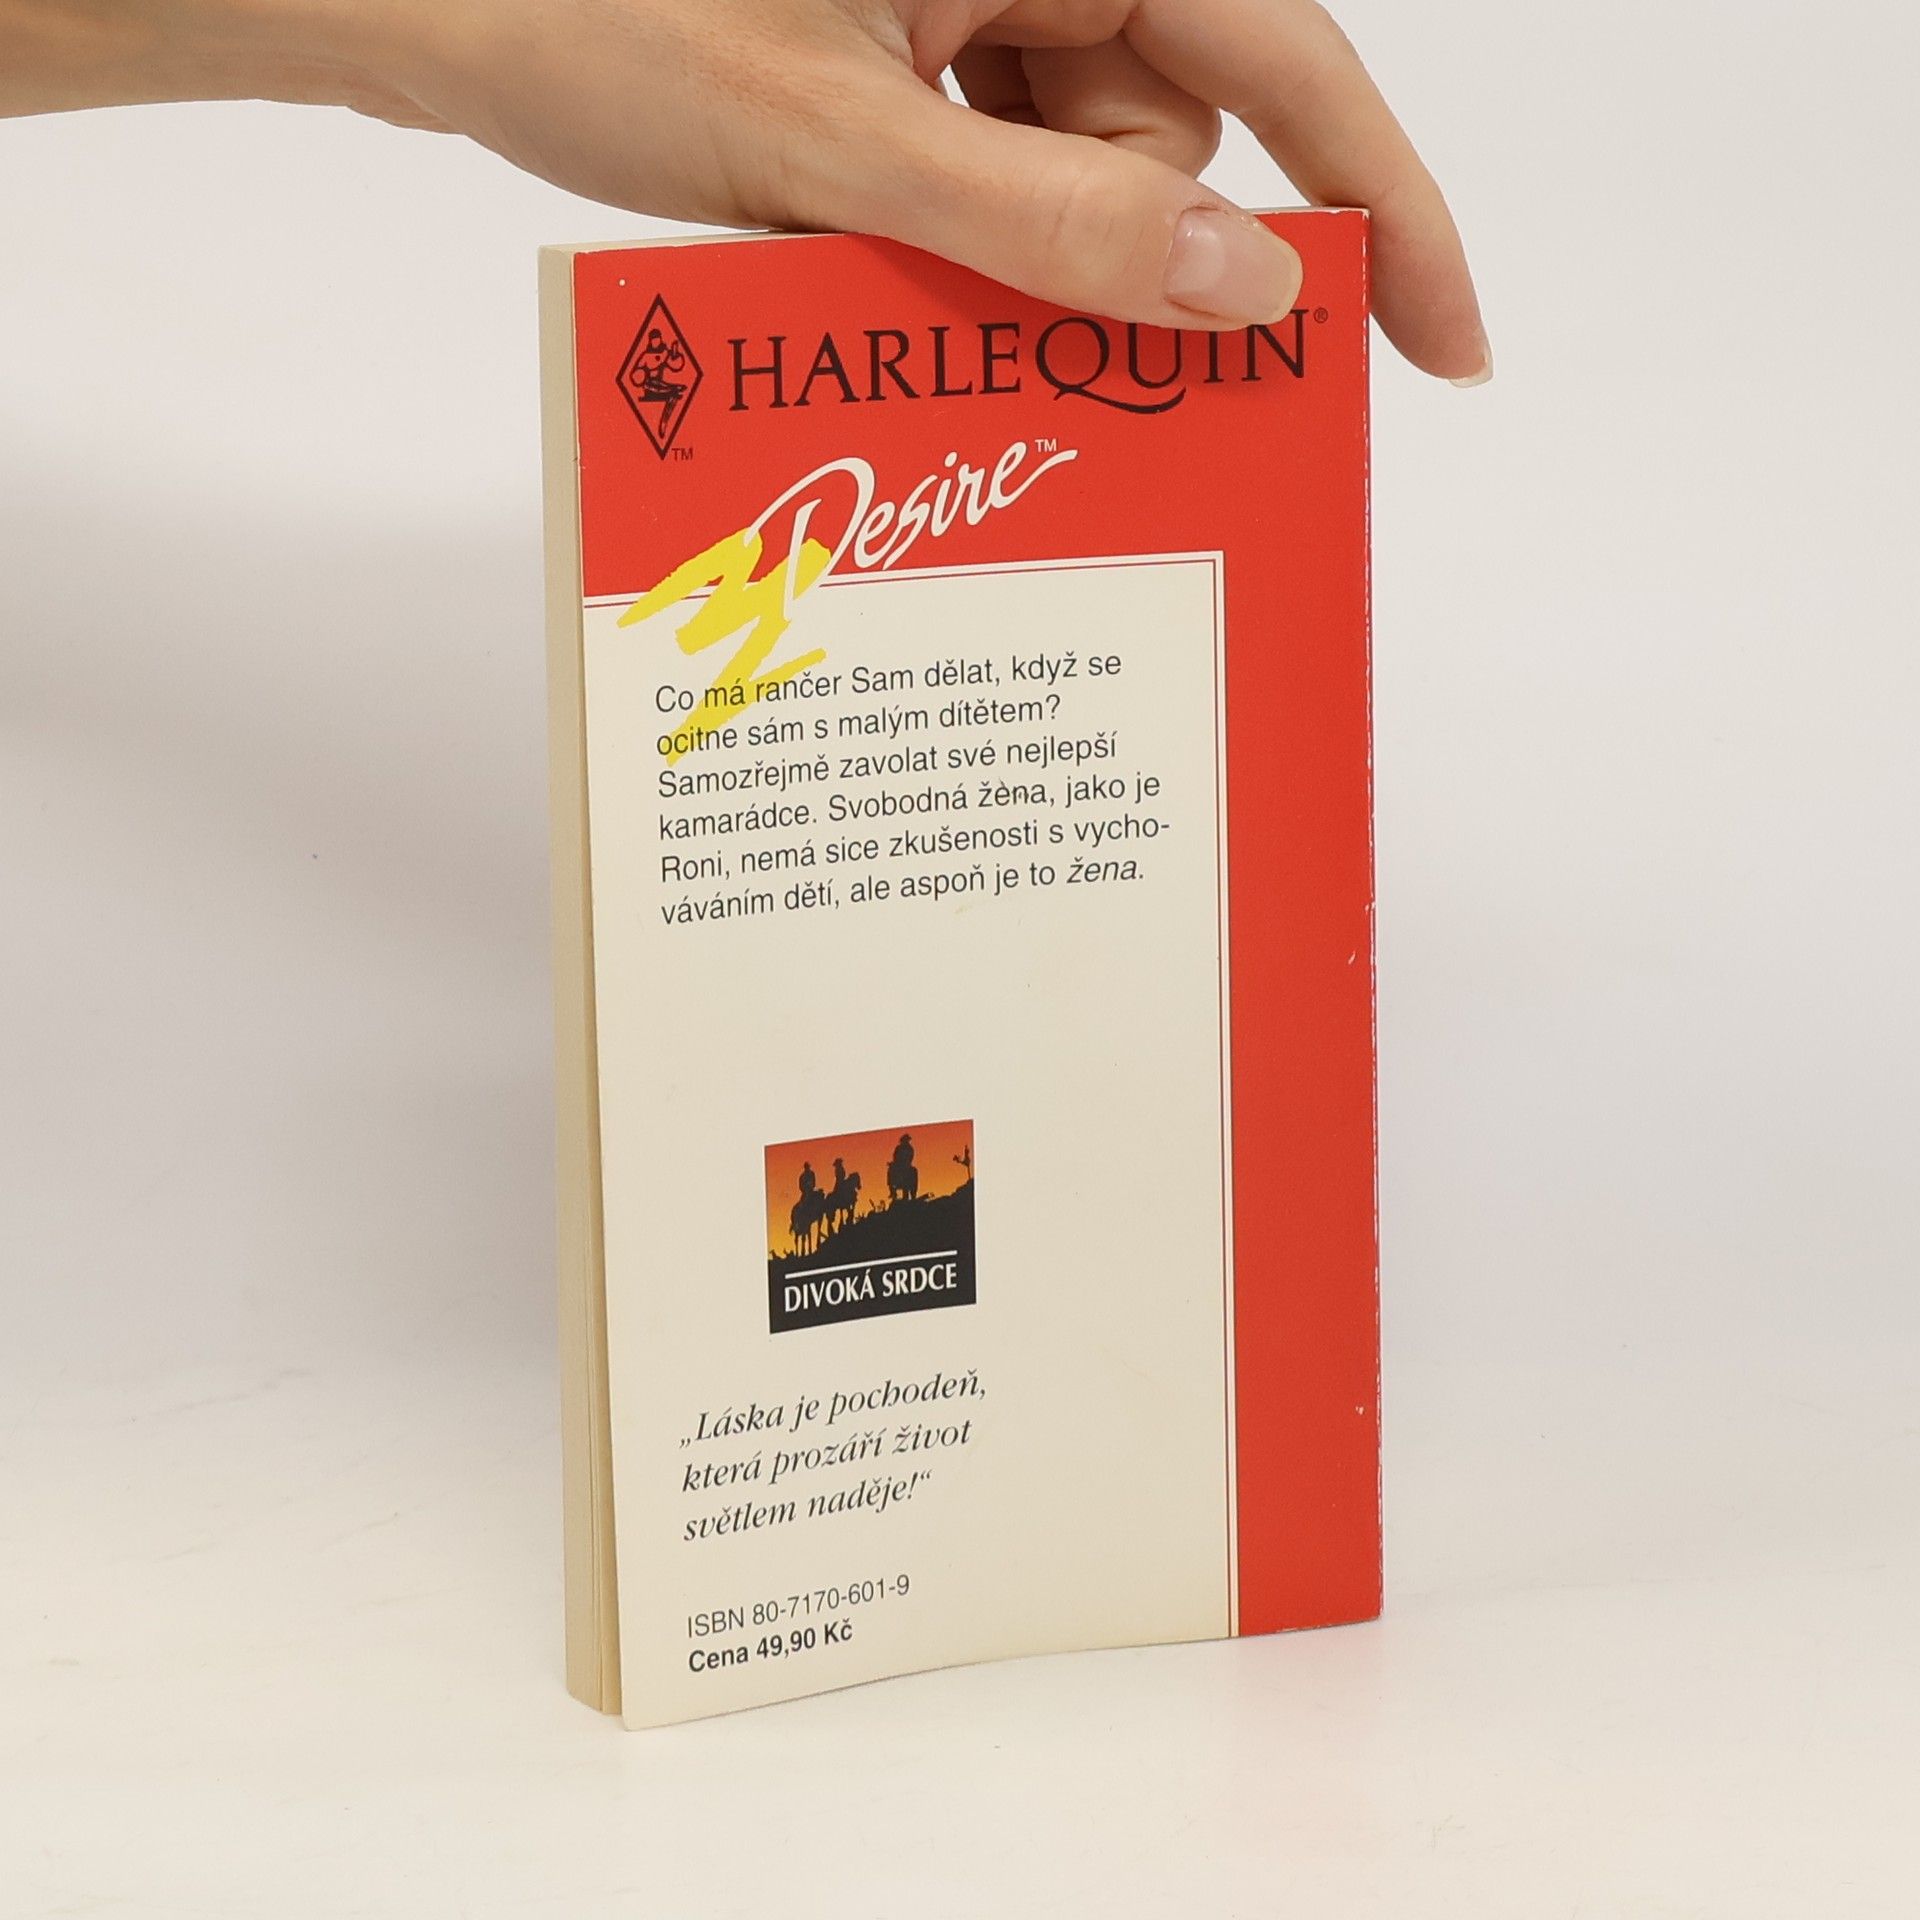 HARLEQUIN®
TM
Desire™
Co má rančer Sam dělat, když se
ocitne sám s malým dítětem?
Samozřejmě zavolat své nejlepší
kamarádce. Svobodná žena, jako je
Roni, nemá sice zkušenosti s vycho-
váváním dětí, ale aspoň je to žena.
DIVOKÁ SRDCE
„Láska je pochodeň,
která prozáří život
světlem naděje!“
ISBN 80-7170-601-9
Cena 49,90 Kč